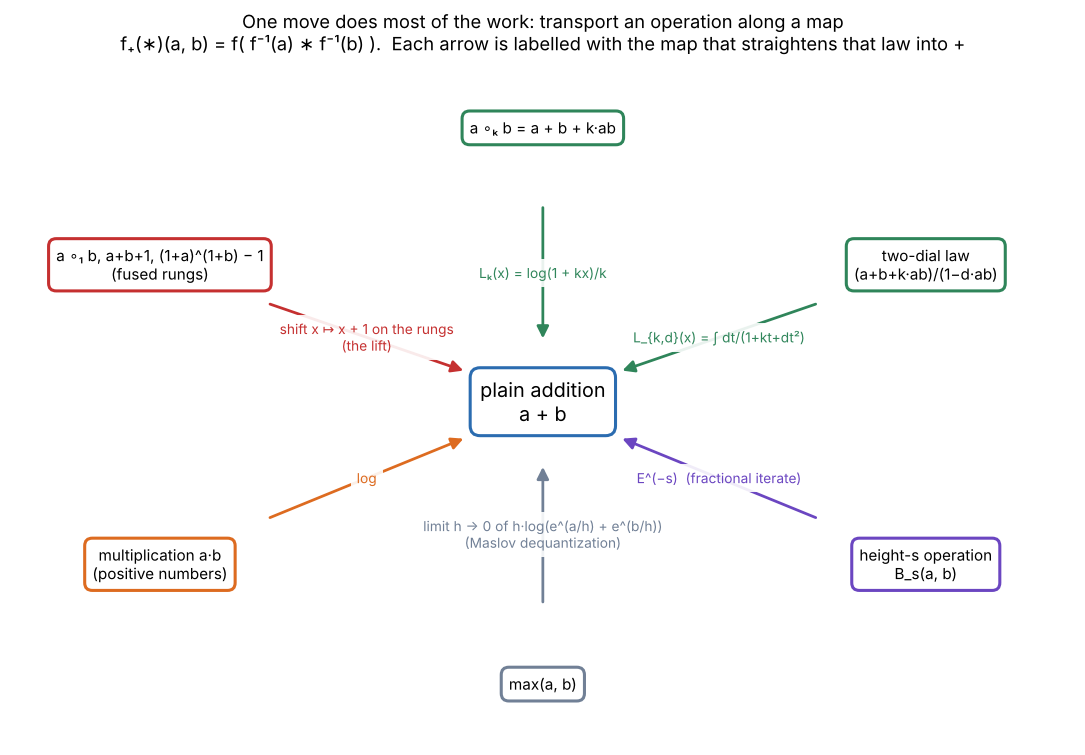 One move does most of the work: transport an operation along a map
f₊(∗)(a, b) = f( f⁻¹(a) ∗ f⁻¹(b) ).  Each arrow is labelled with the map that straightens that law into +
a ∘ₖ b = a + b + k·ab
a ∘₁ b, a+b+1, (1+a)^(1+b) − 1
(fused rungs)
two-dial law
(a+b+k·ab)/(1−d·ab)
Lₖ(x) = log(1 + kx)/k
shift x ↦ x + 1 on the rungs
(the lift)
L_{k,d}(x) = ∫ dt/(1+kt+dt²)
plain addition
a + b
log
E^(−s)  (fractional iterate)
limit h → 0 of h·log(e^(a/h) + e^(b/h))
(Maslov dequantization)
multiplication a·b
(positive numbers)
height-s operation
B_s(a, b)
max(a, b)